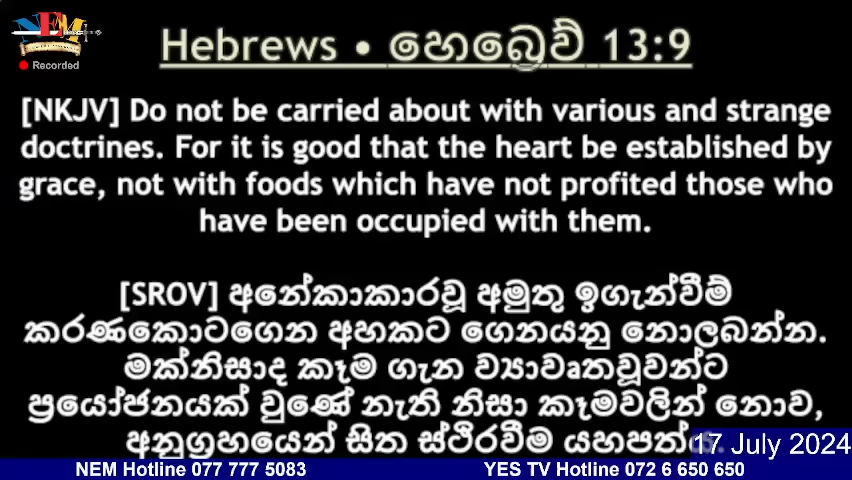 NEM
Recorded
Hebrews • හෙබ්‍රෙව් 13:9
[NKJV] Do not be carried about with various and strange
doctrines. For it is good that the heart be established by
grace, not with foods which have not profited those who
have been occupied with them.
[SROV] අනේකාකාරවූ අමුතු ඉගැන්වීම්
කරණකොටගෙන අහකට ගෙනයනු නොලබන්න.
මක්නිසාද කෑම ගැන ව්‍යාවෘතවූවන්ට
ප්‍රයෝජනයක් වුණේ නැති නිසා කෑමවලින් නොව,
අනුග්‍රහයෙන් සිත ස්ථිරවීම යහපත්ය.
17 July 2024
NEM Hotline 077 777 5083
YES TV Hotline 072 6 650 650